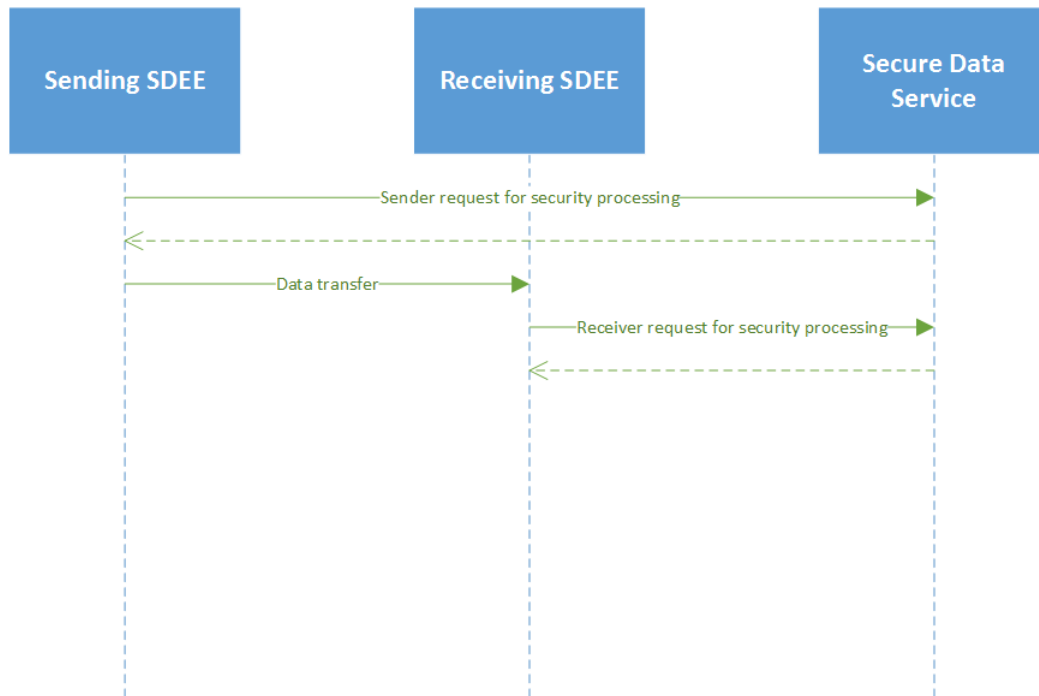 Sending SDEE
Receiving SDEE
Secure Data
Service
Sender request for security processing
Data transfer
Receiver request for security processing